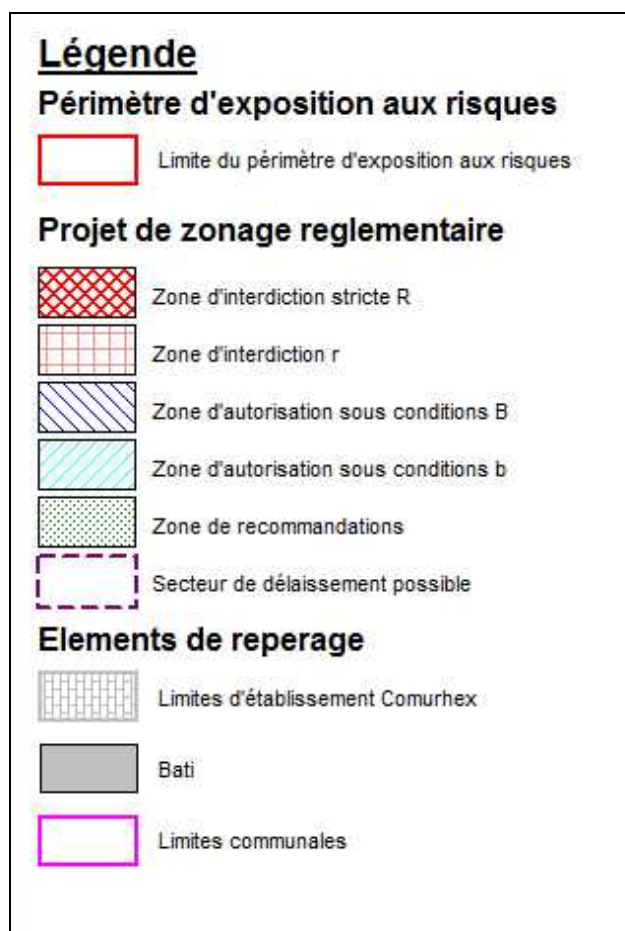 Légende
Périmètre d'exposition aux risques
Limite du périmètre d'exposition aux risques
Projet de zonage reglementaire
Zone d'interdiction stricte R
Zone d'interdiction r
Zone d'autorisation sous conditions B
Zone d'autorisation sous conditions b
Zone de recommandations
Secteur de délaissement possible
Elements de reperage
Limites d'établissement Comurhex
Bati
Limites communales